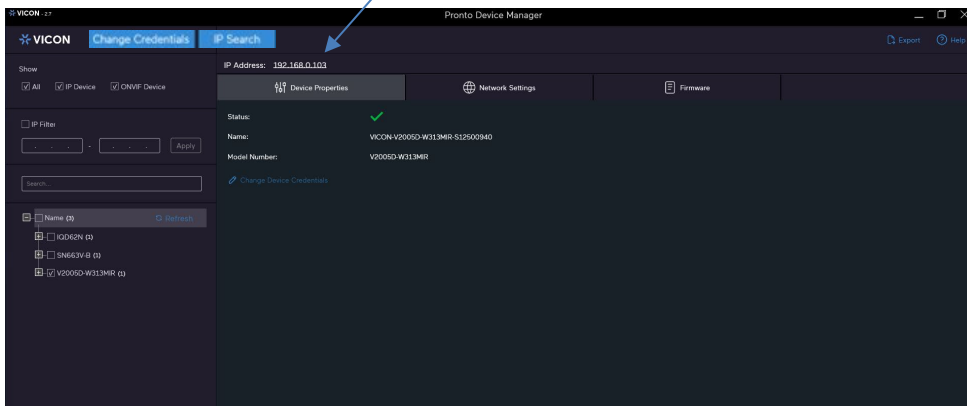 VICON - 2.7
Pronto Device Manager
VICON
Change Credentials
IP Search
Export
Help
Show
All
IP Device
ONVIF Device
IP Filter
. . . - . . .
Apply
Search...
Name (3)
Refresh
IQD62N (1)
SN663V-B (1)
V2005D-W313MIR (1)
IP Address: 192.168.0.103
Device Properties
Network Settings
Firmware
Status:
Name: VICON-V2005D-W313MIR-S12500940
Model Number: V2005D-W313MIR
Change Device Credentials